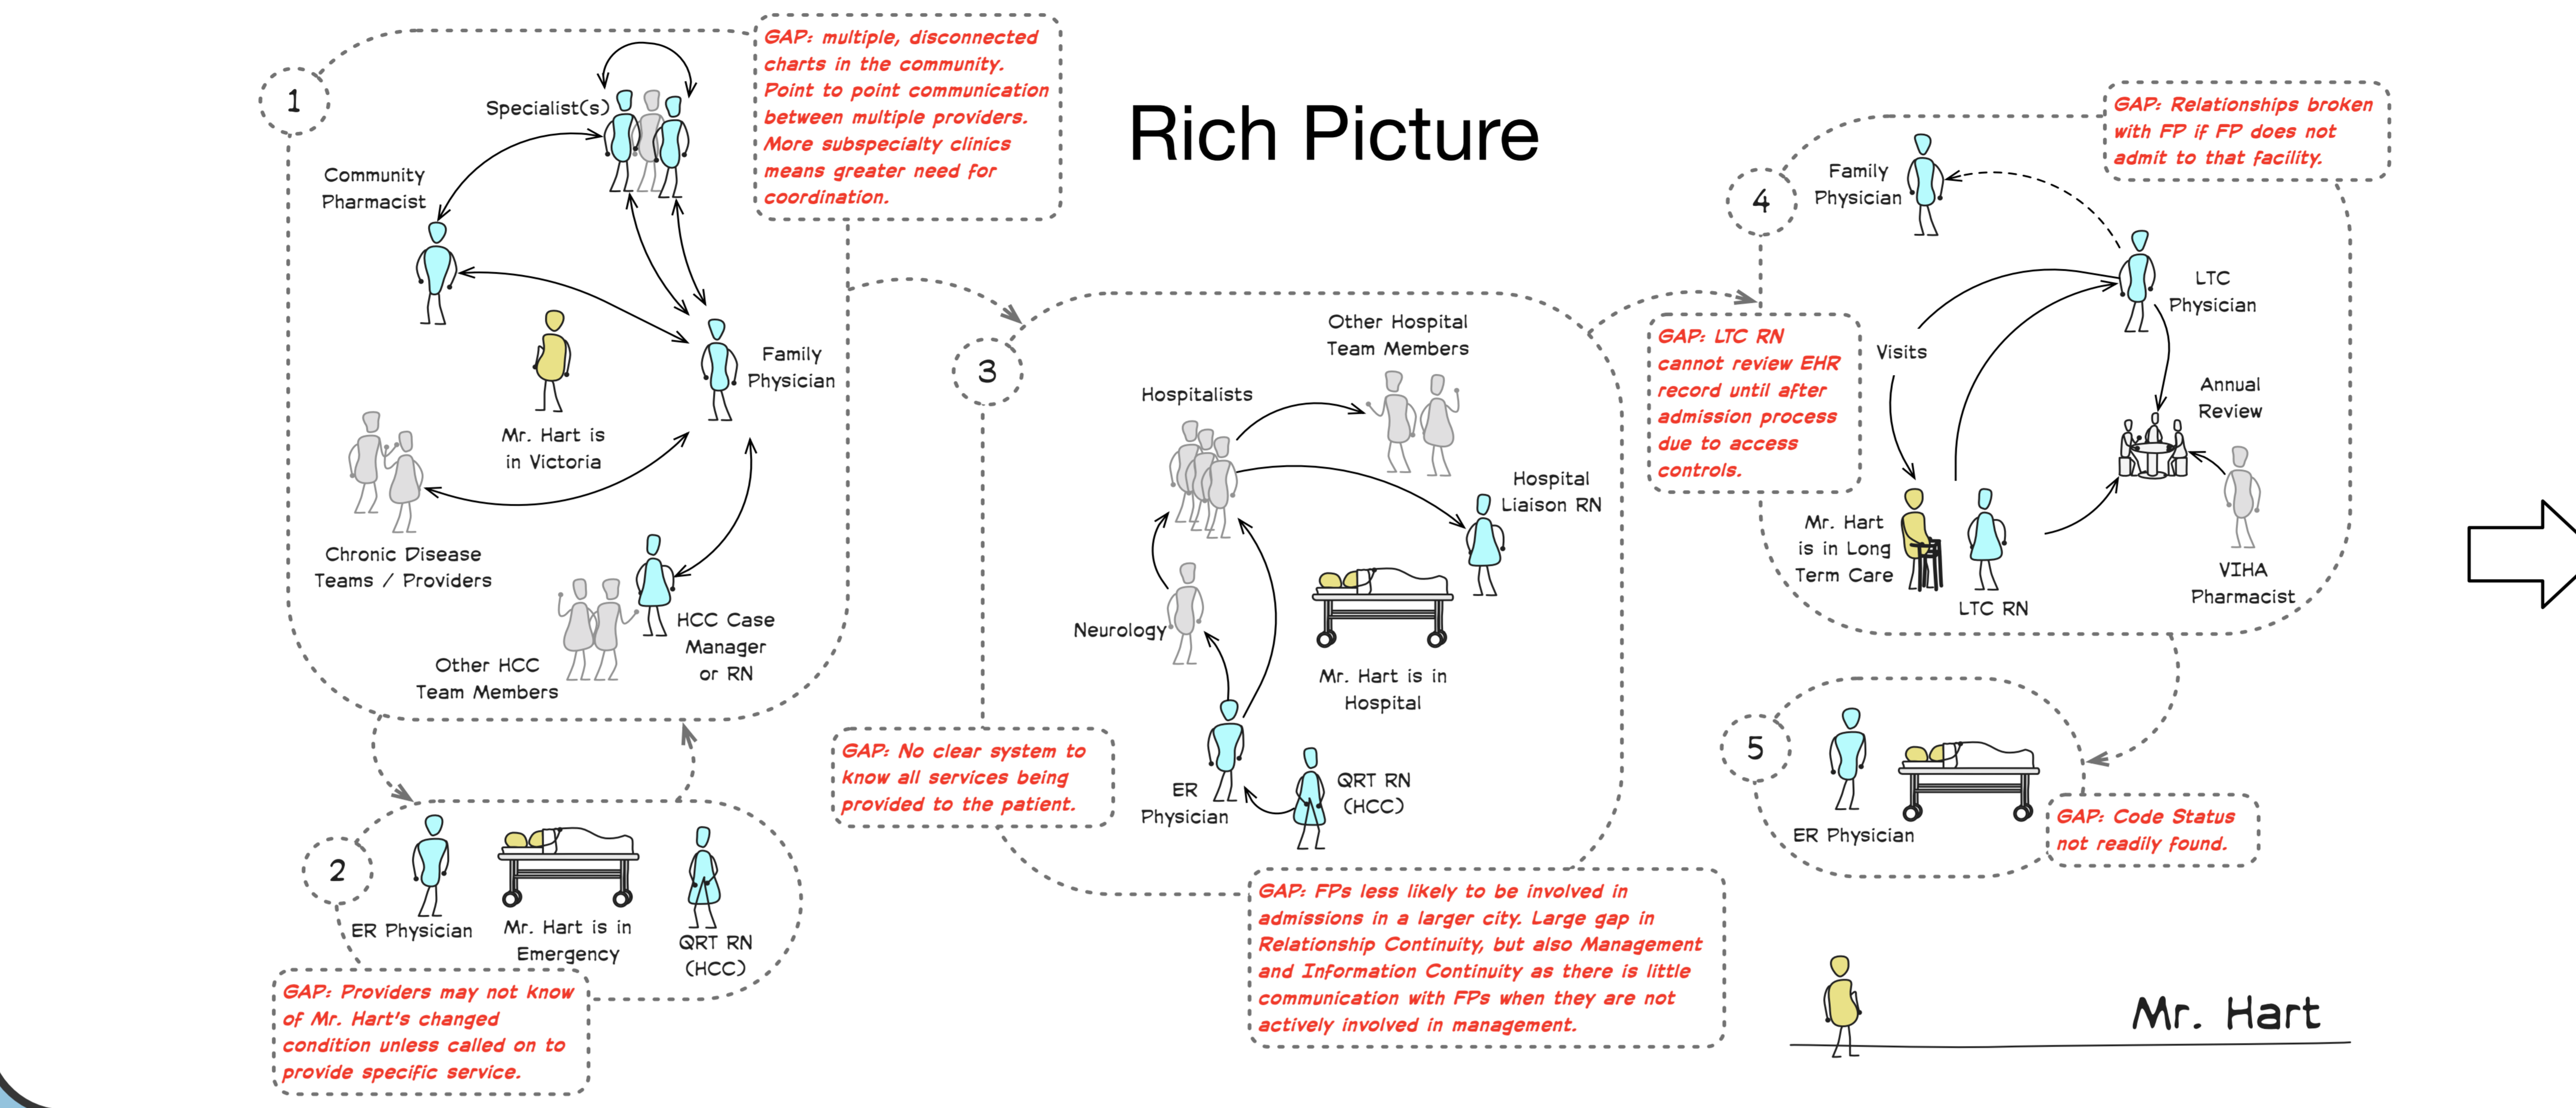 Rich Picture
1
Specialist(s)
Community
Pharmacist
Mr. Hart is
in Victoria
Family
Physician
Chronic Disease
Teams / Providers
HCC Case
Manager
or RN
Other HCC
Team Members
GAP: multiple, disconnected
charts in the community.
Point to point communication
between multiple providers.
More subspecialty clinics
means greater need for
coordination.
2
ER Physician
Mr. Hart is in
Emergency
QRT RN
(HCC)
GAP: Providers may not know
of Mr. Hart's changed
condition unless called on to
provide specific service.
3
Other Hospital
Team Members
Hospitalists
Hospital
Liaison RN
Neurology
Mr. Hart is in
Hospital
ER
Physician
QRT RN
(HCC)
GAP: No clear system to
know all services being
provided to the patient.
GAP: FPs less likely to be involved in
admissions in a larger city. Large gap in
Relationship Continuity, but also Management
and Information Continuity as there is little
communication with FPs when they are not
actively involved in management.
4
Family
Physician
GAP: Relationships broken
with FP if FP does not
admit to that facility.
LTC
Physician
GAP: LTC RN
cannot review EHR
record until after
admission process
due to access
controls.
Visits
Annual
Review
Mr. Hart
is in Long
Term Care
LTC RN
VIHA
Pharmacist
5
ER Physician
GAP: Code Status
not readily found.
Mr. Hart